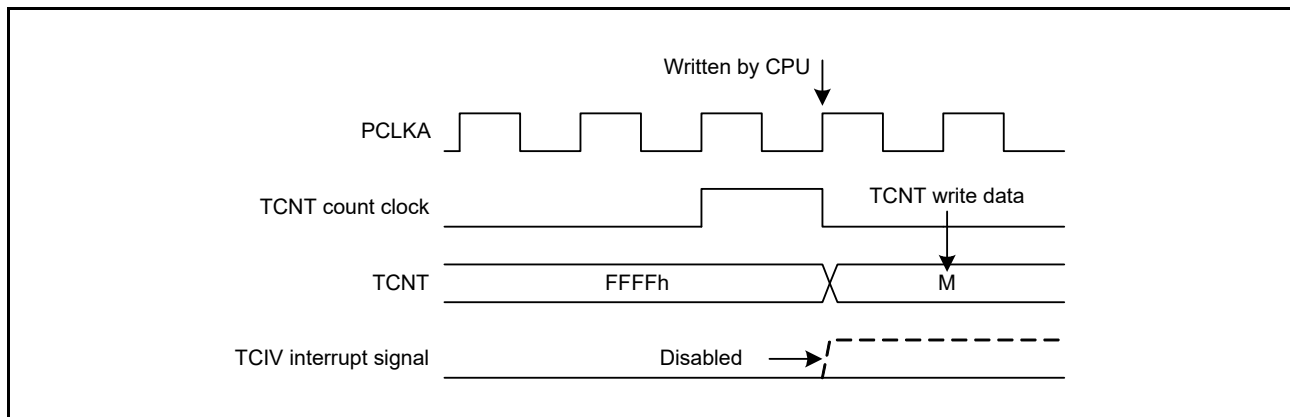 Written by CPU
PCLKA
TCNT count clock
TCNT write data
TCNT
FFFFh
M
TCIV interrupt signal
Disabled